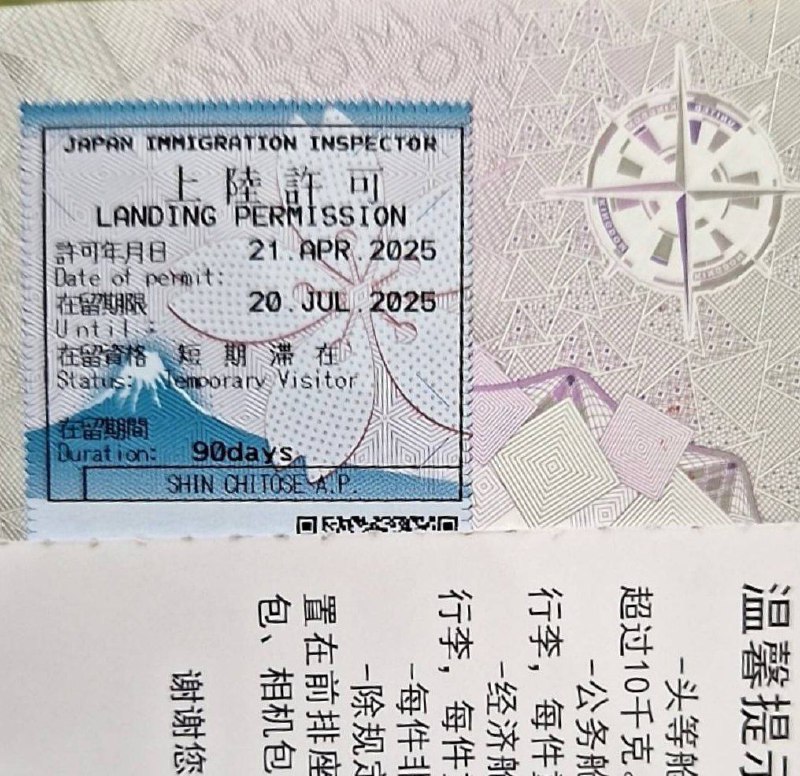 JAPAN IMMIGRATION INSPECTOR
上陸許可
LANDING PERMISSION
許可年月日 21.APR.2025
Date of permit:
在留期限 20.JUL.2025
Until :
在留資格 短期滞在
Status: Temporary Visitor
在留期間
Duration: 90days
SHIN CHITOSE A.P.
温馨提示
-头等舱
超过10千克
-公务舱
行李，每件
-经济舱
行李，每件
-每件非
-除规定
置在前排座
包、相机包
谢谢您